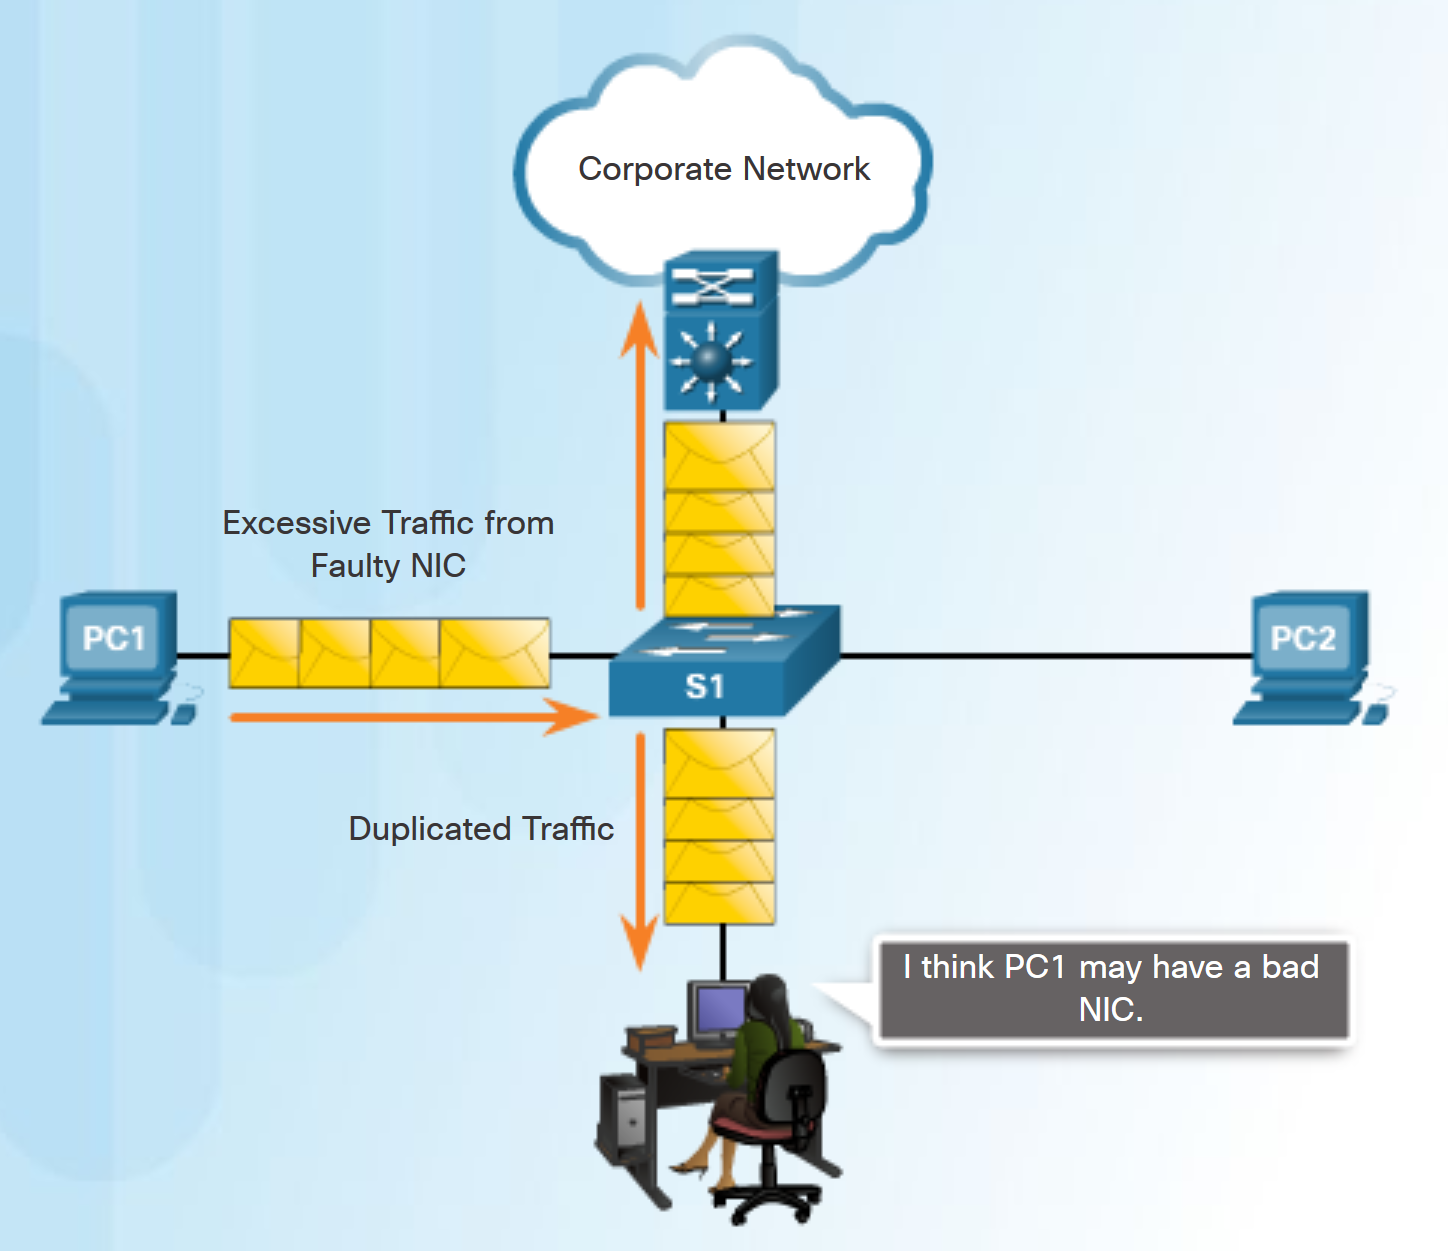 Corporate Network
Excessive Traffic from
Faulty NIC
PC1
PC2
S1
Duplicated Traffic
I think PC1 may have a bad
NIC.